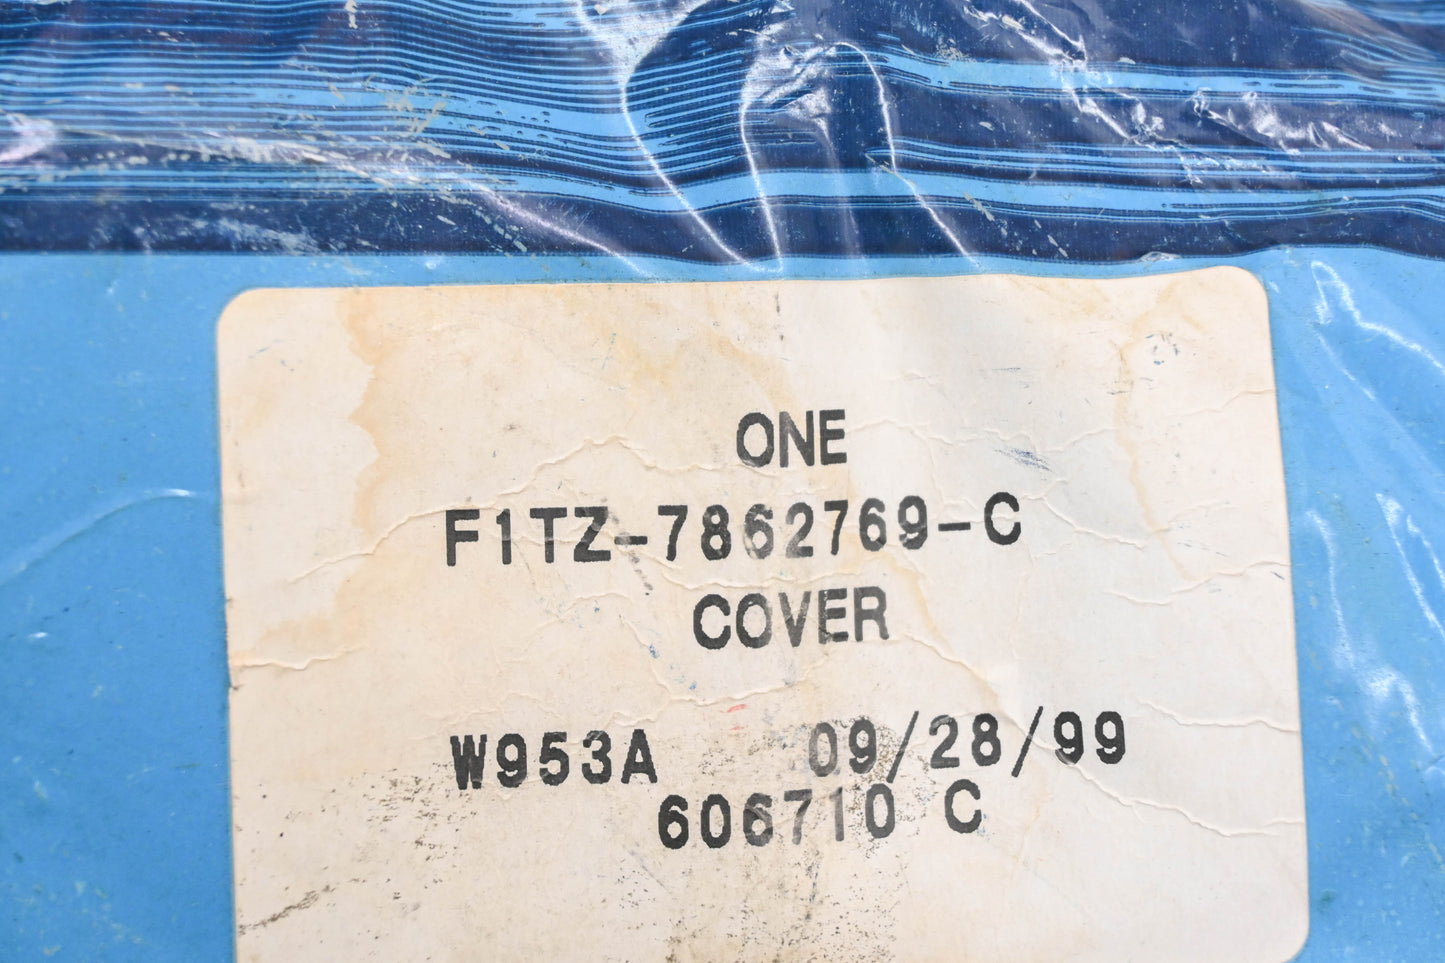 ONE
F1TZ-7862769-C
COVER
W953A 09/28/99
606710 C